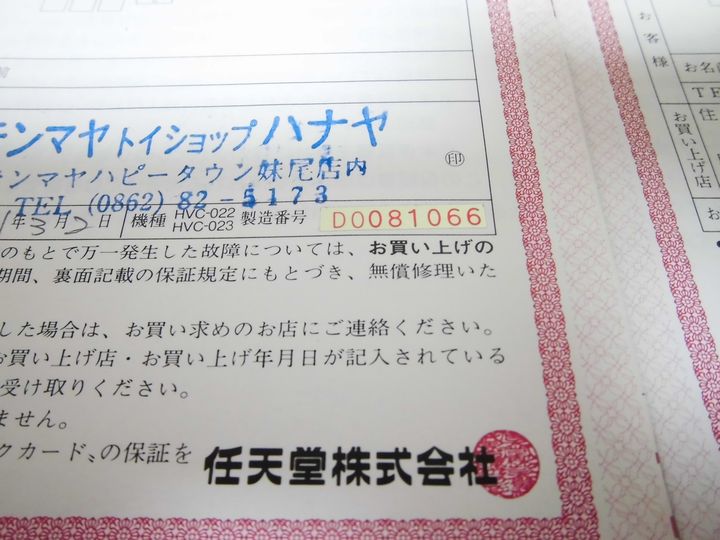 テンマヤトイショップハナヤ
テンマヤハピータウン妹尾店内
㊞
TEL (0862) 82-5173
年3月2日 機種 HVC-022 HVC-023 製造番号 D0081066
のもとで万一発生した故障については、お買い上げの
期間、裏面記載の保証規定にもとづき、無償修理いた
した場合は、お買い求めのお店にご連絡ください。
お買い上げ店・お買い上げ年月日が記入されている
受け取りください。
ません。
クカード〟の保証を 任天堂株式会社
お客様
お名前
TE
お買い上げ店
住